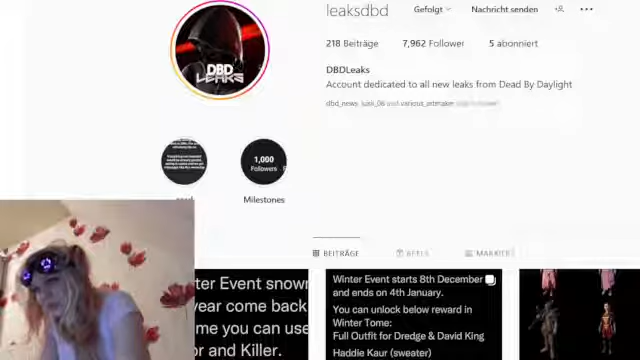 leaksdbd Gefolgt Nachricht senden
218 Beiträge 7,962 Follower 5 abonniert
DBDLeaks
Account dedicated to all new leaks from Dead By Daylight
DBD
LEAKS
1,000
Followers
Milestones
BEITRÄGE REELS MARKIERT
ter Event snown
year come back
me you can use
or and Killer.
Winter Event starts 8th December
and ends on 4th January.
You can unlock below reward in
Winter Tome:
Full Outfit for Dredge & David King
Haddie Kaur (sweater)